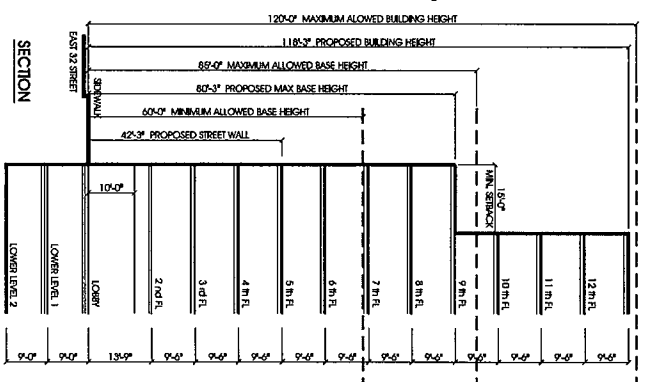 120'-0" MAXIMUM ALOWED BUILDING HEIGHT
118'-3" PROPOSED BUILDING HEIGHT
85'-0" MAXIMUM ALLOWED BASE HEIGHT
80'-3" PROPOSED MAX BASE HEIGHT
60'-0" MINIMUM ALLOWED BASE HEIGHT
42'-3" PROPOSED STREET WALL
SECTION
EAST 32 STREET
SIDEWALK
10'-0"
15'-0"
MINI. SETBACK
LOWER LEVEL 2
LOWER LEVEL 1
LOBBY
2 nd FL
3 rd FL
4 th FL
5 th FL
6 th FL
7 th FL
8 th FL
9 th FL
10 th FL
11 th FL
12 th FL
9'-0" 9'-0" 13'-9" 9'-6" 9'-6" 9'-6" 9'-6" 9'-6" 9'-6" 9'-6" 9'-6" 9'-6" 9'-6" 9'-6"